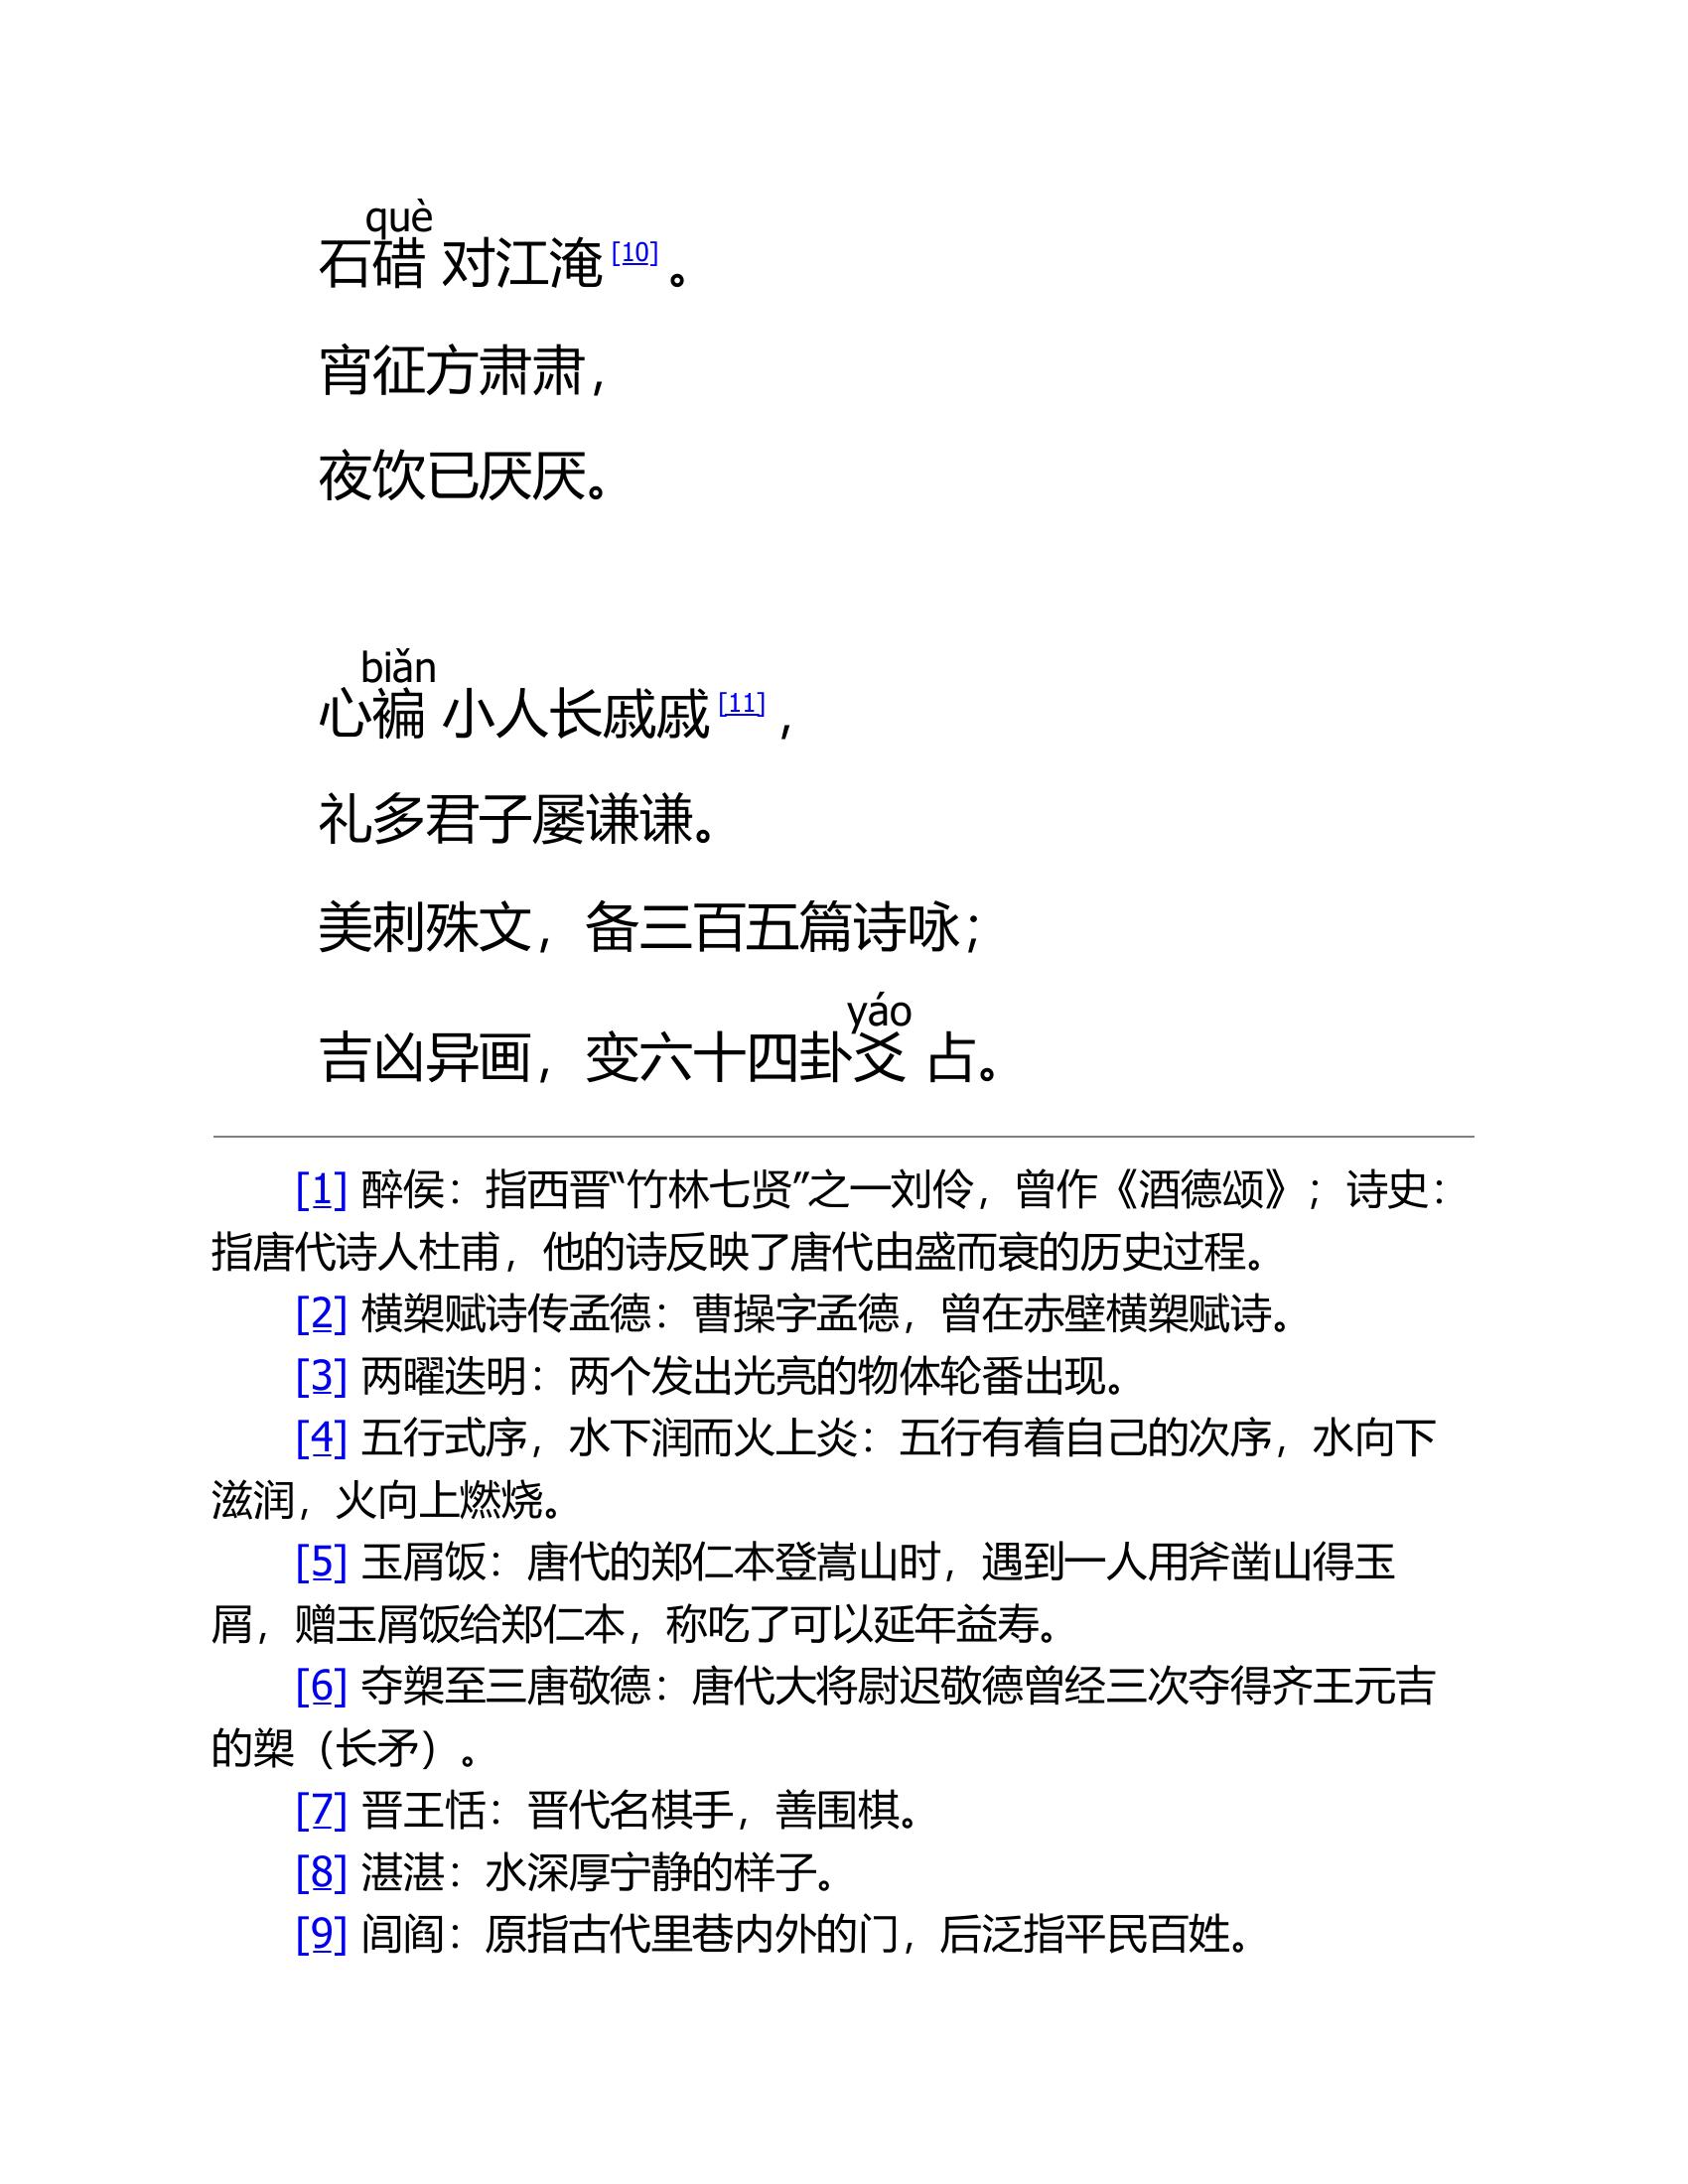 què
石碏 对江淹[10] 。
宵征方肃肃，
夜饮已厌厌。
biǎn
心褊 小人长戚戚[11] ，
礼多君子屡谦谦。
美刺殊文，备三百五篇诗咏；
yáo
吉凶异画，变六十四卦爻 占。
[1] 醉侯：指西晋“竹林七贤”之一刘伶，曾作《酒德颂》；诗史：
指唐代诗人杜甫，他的诗反映了唐代由盛而衰的历史过程。
[2] 横槊赋诗传孟德：曹操字孟德，曾在赤壁横槊赋诗。
[3] 两曜迭明：两个发出光亮的物体轮番出现。
[4] 五行式序，水下润而火上炎：五行有着自己的次序，水向下
滋润，火向上燃烧。
[5] 玉屑饭：唐代的郑仁本登嵩山时，遇到一人用斧凿山得玉
屑，赠玉屑饭给郑仁本，称吃了可以延年益寿。
[6] 夺槊至三唐敬德：唐代大将尉迟敬德曾经三次夺得齐王元吉
的槊（长矛）。
[7] 晋王恬：晋代名棋手，善围棋。
[8] 湛湛：水深厚宁静的样子。
[9] 闾阎：原指古代里巷内外的门，后泛指平民百姓。